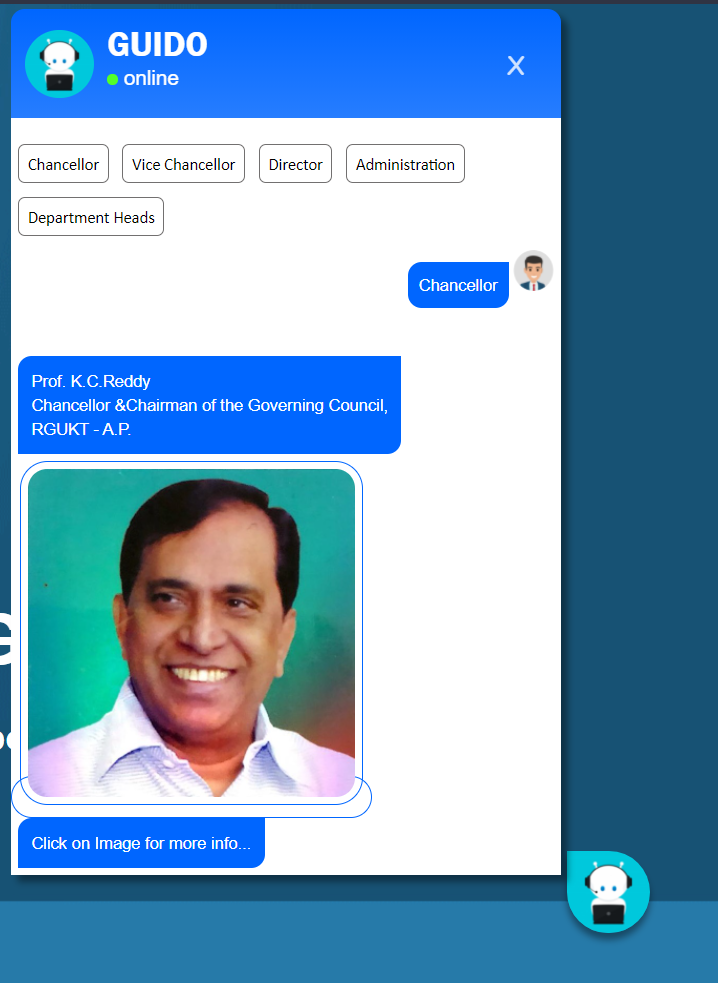 GUIDO
online
X
Chancellor
Vice Chancellor
Director
Administration
Department Heads
Chancellor
Prof. K.C.Reddy
Chancellor &Chairman of the Governing Council,
RGUKT - A.P.
Click on Image for more info...